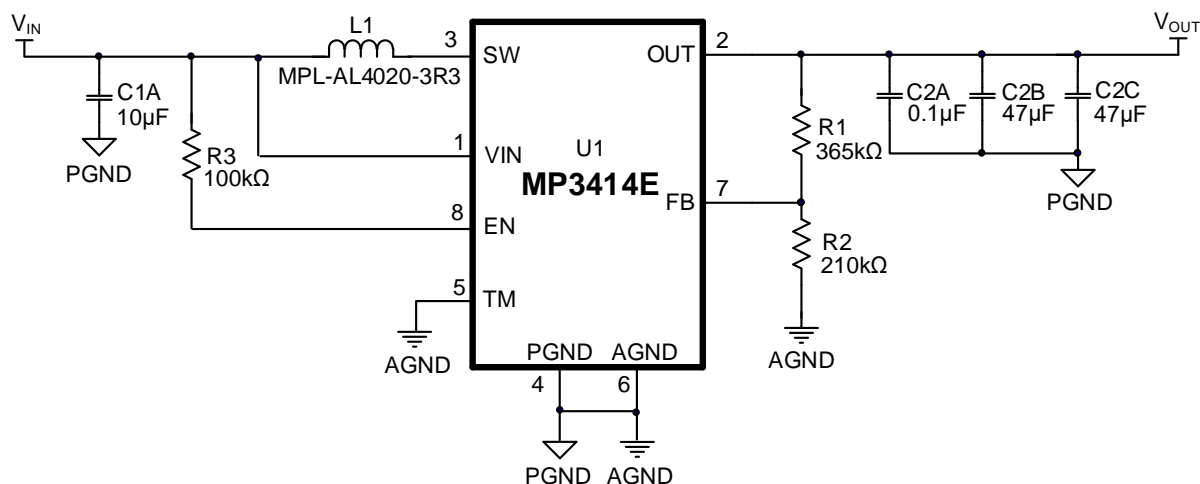 V_IN
L1
MPL-AL4020-3R3
C1A
10µF
PGND
R3
100kΩ
3
SW
1
VIN
8
EN
5
TM
AGND
U1
MP3414E
OUT
2
FB
7
PGND
AGND
4
6
PGND
AGND
R1
365kΩ
R2
210kΩ
AGND
C2A
0.1µF
C2B
47µF
C2C
47µF
PGND
V_OUT